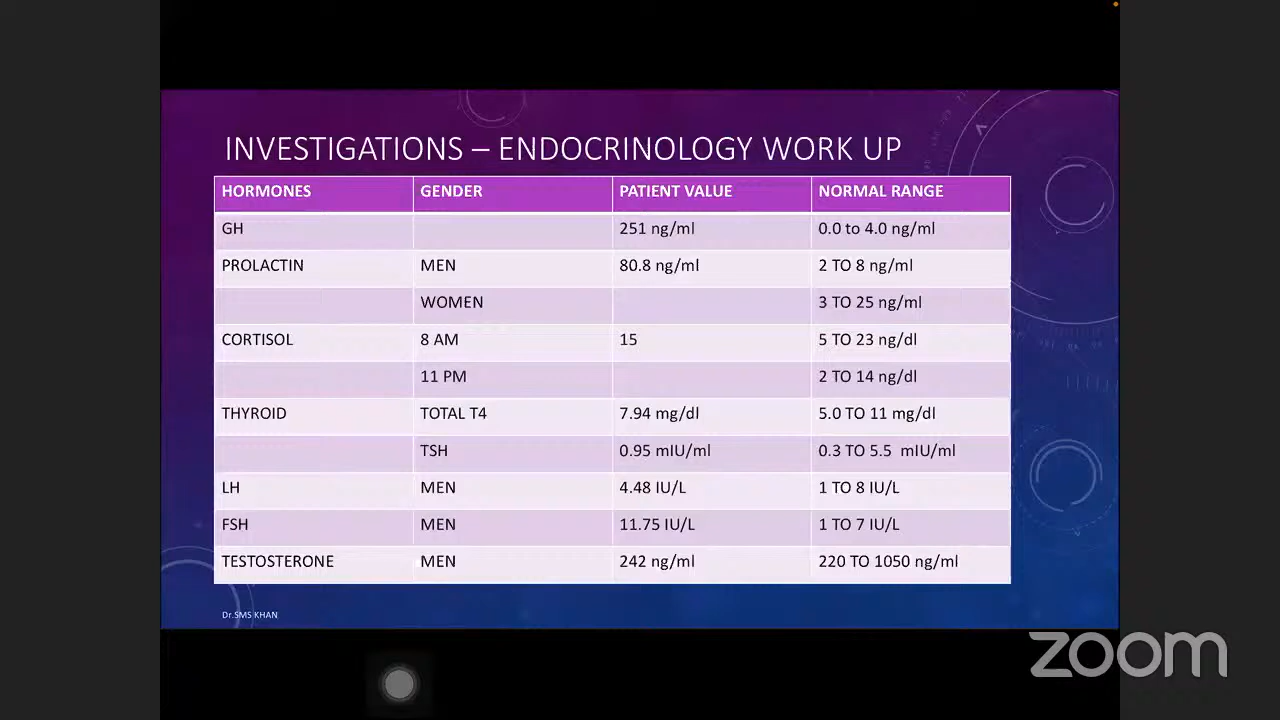 INVESTIGATIONS – ENDOCRINOLOGY WORK UP
HORMONES GENDER PATIENT VALUE NORMAL RANGE
GH 251 ng/ml 0.0 to 4.0 ng/ml
PROLACTIN MEN 80.8 ng/ml 2 TO 8 ng/ml
WOMEN 3 TO 25 ng/ml
CORTISOL 8 AM 15 5 TO 23 ng/dl
11 PM 2 TO 14 ng/dl
THYROID TOTAL T4 7.94 mg/dl 5.0 TO 11 mg/dl
TSH 0.95 mIU/ml 0.3 TO 5.5 mIU/ml
LH MEN 4.48 IU/L 1 TO 8 IU/L
FSH MEN 11.75 IU/L 1 TO 7 IU/L
TESTOSTERONE MEN 242 ng/ml 220 TO 1050 ng/ml
Dr.SMS KHAN
zoom